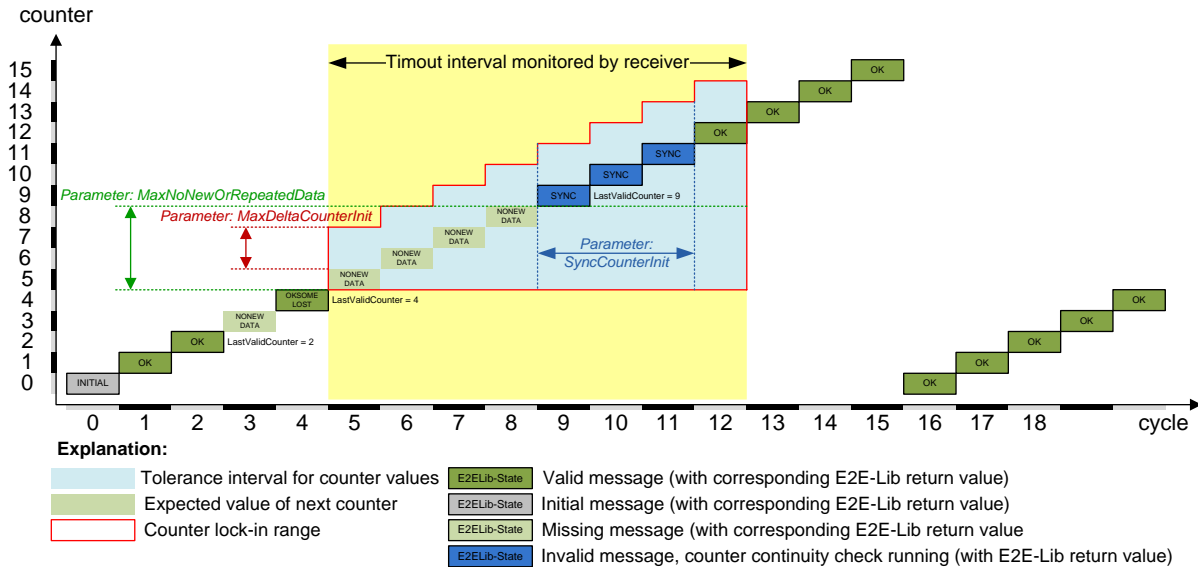 counter
Timout interval monitored by receiver
15
14
13
12
11
10
9
8
7
6
5
4
3
2
1
0
Parameter: MaxNoNewOrRepeatedData
Parameter: MaxDeltaCounterInit
Parameter:
SyncCounterInit
INITIAL
OK
OK
LastValidCounter = 2
NONEW
DATA
OKSOME
LOST
LastValidCounter = 4
NONEW
DATA
NONEW
DATA
NONEW
DATA
NONEW
DATA
SYNC
LastValidCounter = 9
SYNC
SYNC
OK
OK
OK
OK
OK
OK
OK
OK
OK
0
1
2
3
4
5
6
7
8
9
10
11
12
13
14
15
16
17
18
cycle
Explanation:
Tolerance interval for counter values
Expected value of next counter
Counter lock-in range
E2ELib-State
Valid message (with corresponding E2E-Lib return value)
E2ELib-State
Initial message (with corresponding E2E-Lib return value)
E2ELib-State
Missing message (with corresponding E2E-Lib return value
E2ELib-State
Invalid message, counter continuity check running (with E2E-Lib return value)